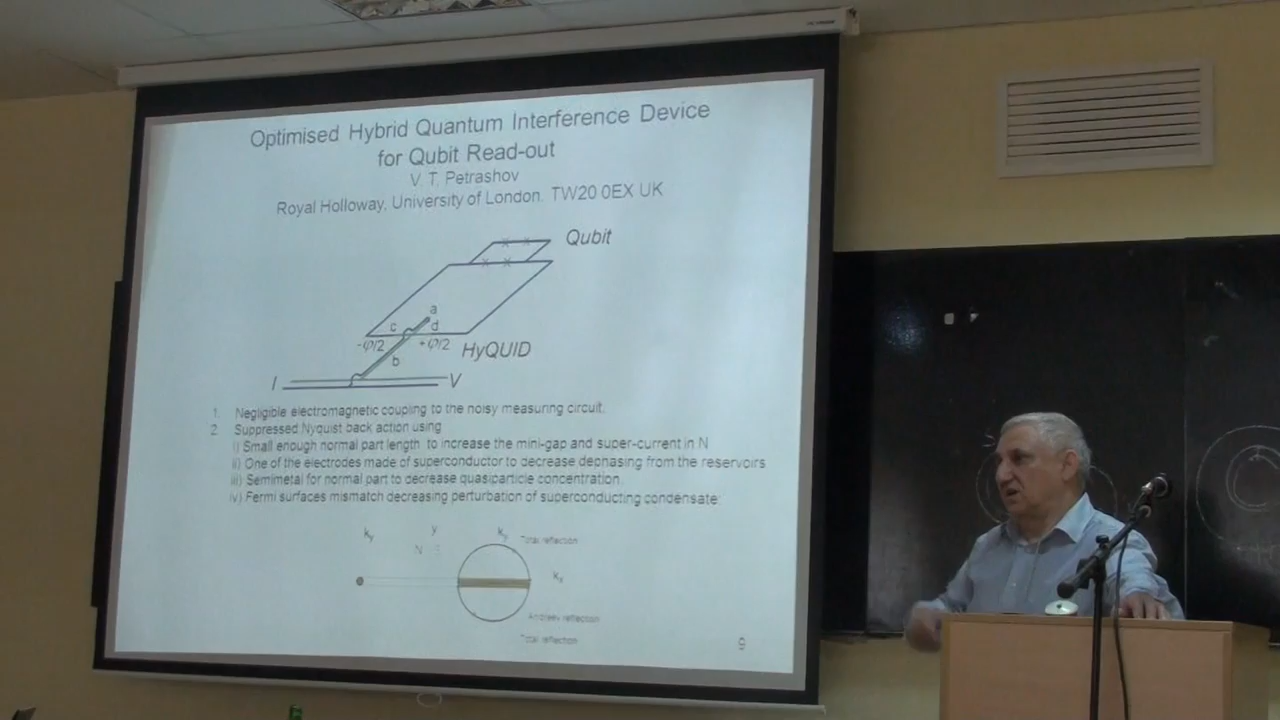 Optimised Hybrid Quantum Interference Device
for Qubit Read-out
V. T. Petrashov
Royal Holloway, University of London. TW20 0EX UK
Qubit
a
c d
-φ/2 +φ/2 HyQUID
b
I V
1. Negligible electromagnetic coupling to the noisy measuring circuit.
2. Suppressed Nyquist back action using
i) Small enough normal part length to increase the mini-gap and super-current in N
ii) One of the electrodes made of superconductor to decrease dephasing from the reservoirs
iii) Semimetal for normal part to decrease quasiparticle concentration.
iv) Fermi surfaces mismatch decreasing perturbation of superconducting condensate.
ky y ky Total reflection
N
kx
Andreev reflection
Total reflection
9